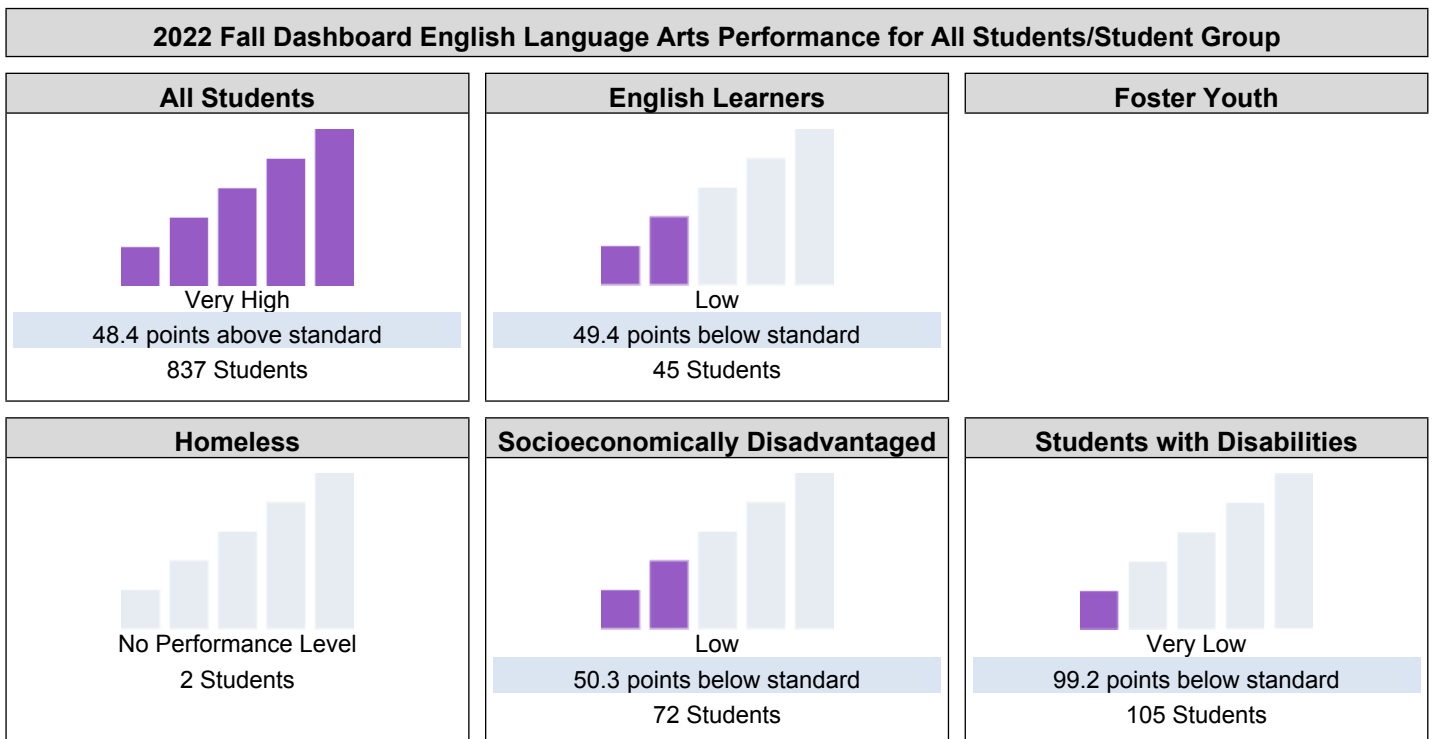 2022 Fall Dashboard English Language Arts Performance for All Students/Student Group
All Students
Very High
48.4 points above standard
837 Students
English Learners
Low
49.4 points below standard
45 Students
Foster Youth
Homeless
No Performance Level
2 Students
Socioeconomically Disadvantaged
Low
50.3 points below standard
72 Students
Students with Disabilities
Very Low
99.2 points below standard
105 Students